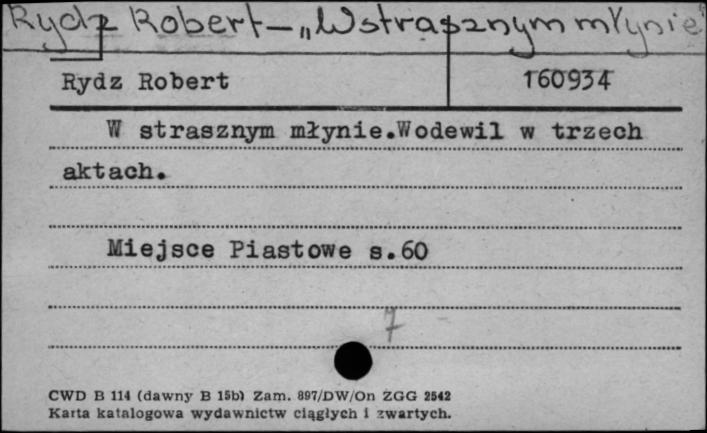 Rydz Robert – „W strasznym młynie"
Rydz Robert 160934
W strasznym młynie.Wodewil w trzech
aktach.
Miejsce Piastowe s.60
7
CWD B 114 (dawny B 15b) Zam. 897/DW/On ZGG 2542
Karta katalogowa wydawnictw ciągłych i zwartych.